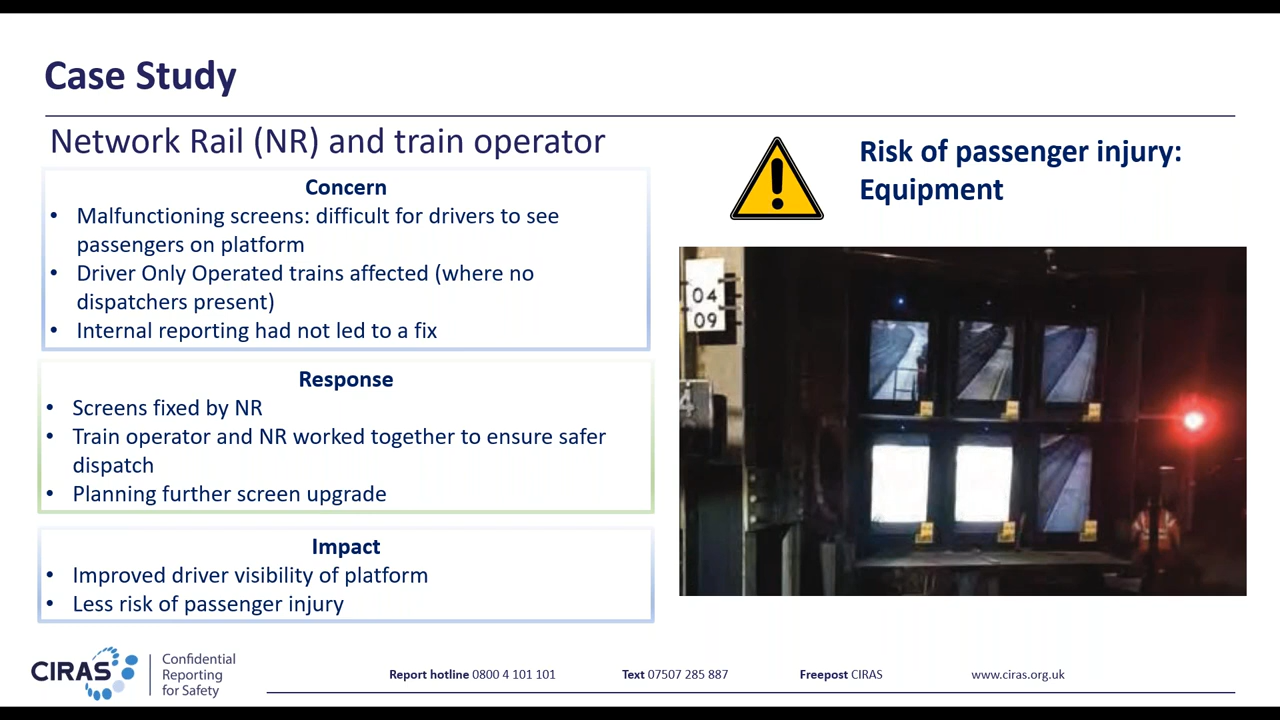 Case Study
Network Rail (NR) and train operator
Concern
• Malfunctioning screens: difficult for drivers to see
passengers on platform
• Driver Only Operated trains affected (where no
dispatchers present)
• Internal reporting had not led to a fix
Response
• Screens fixed by NR
• Train operator and NR worked together to ensure safer
dispatch
• Planning further screen upgrade
Impact
• Improved driver visibility of platform
• Less risk of passenger injury
Risk of passenger injury:
Equipment
04
09
4
CIRAS
Confidential
Reporting
for Safety
Report hotline 0800 4 101 101
Text 07507 285 887
Freepost CIRAS
www.ciras.org.uk